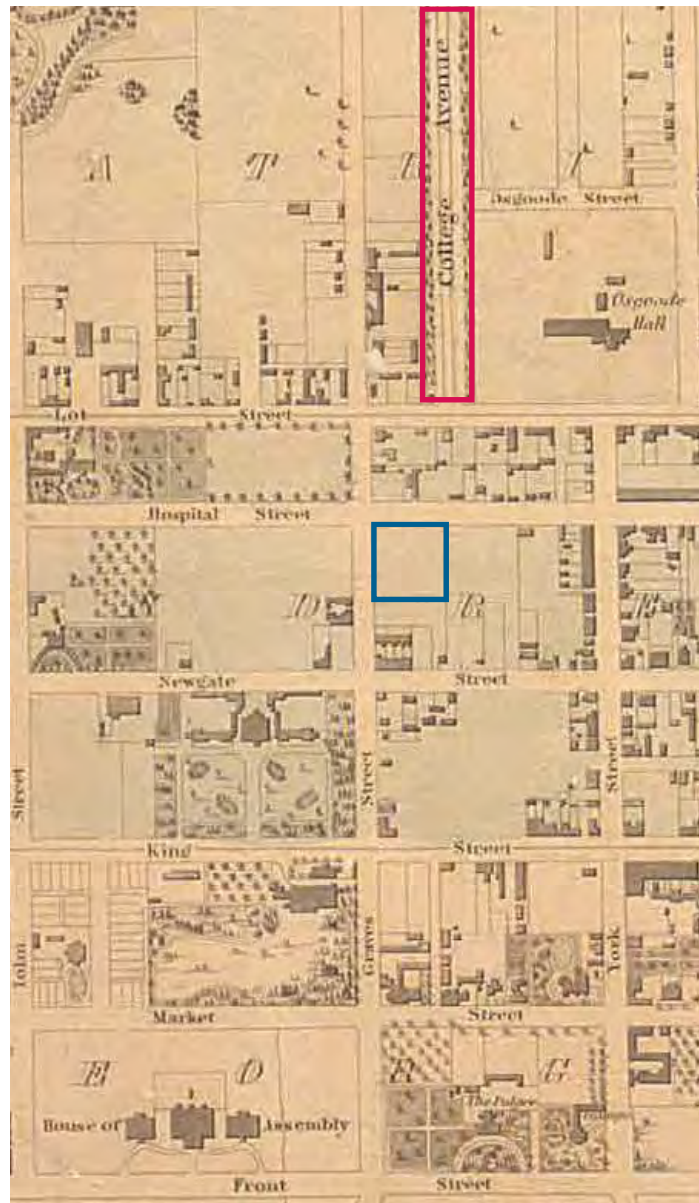 College Avenue
A T R I
Osgoode Street
Osgoode
Hall
Lot Street
Hospital Street
D R E
Newgate Street
Street
Street
Street
King Street
John
Graves
York
Market Street
E D R G
The Palace
House of Assembly
Front Street